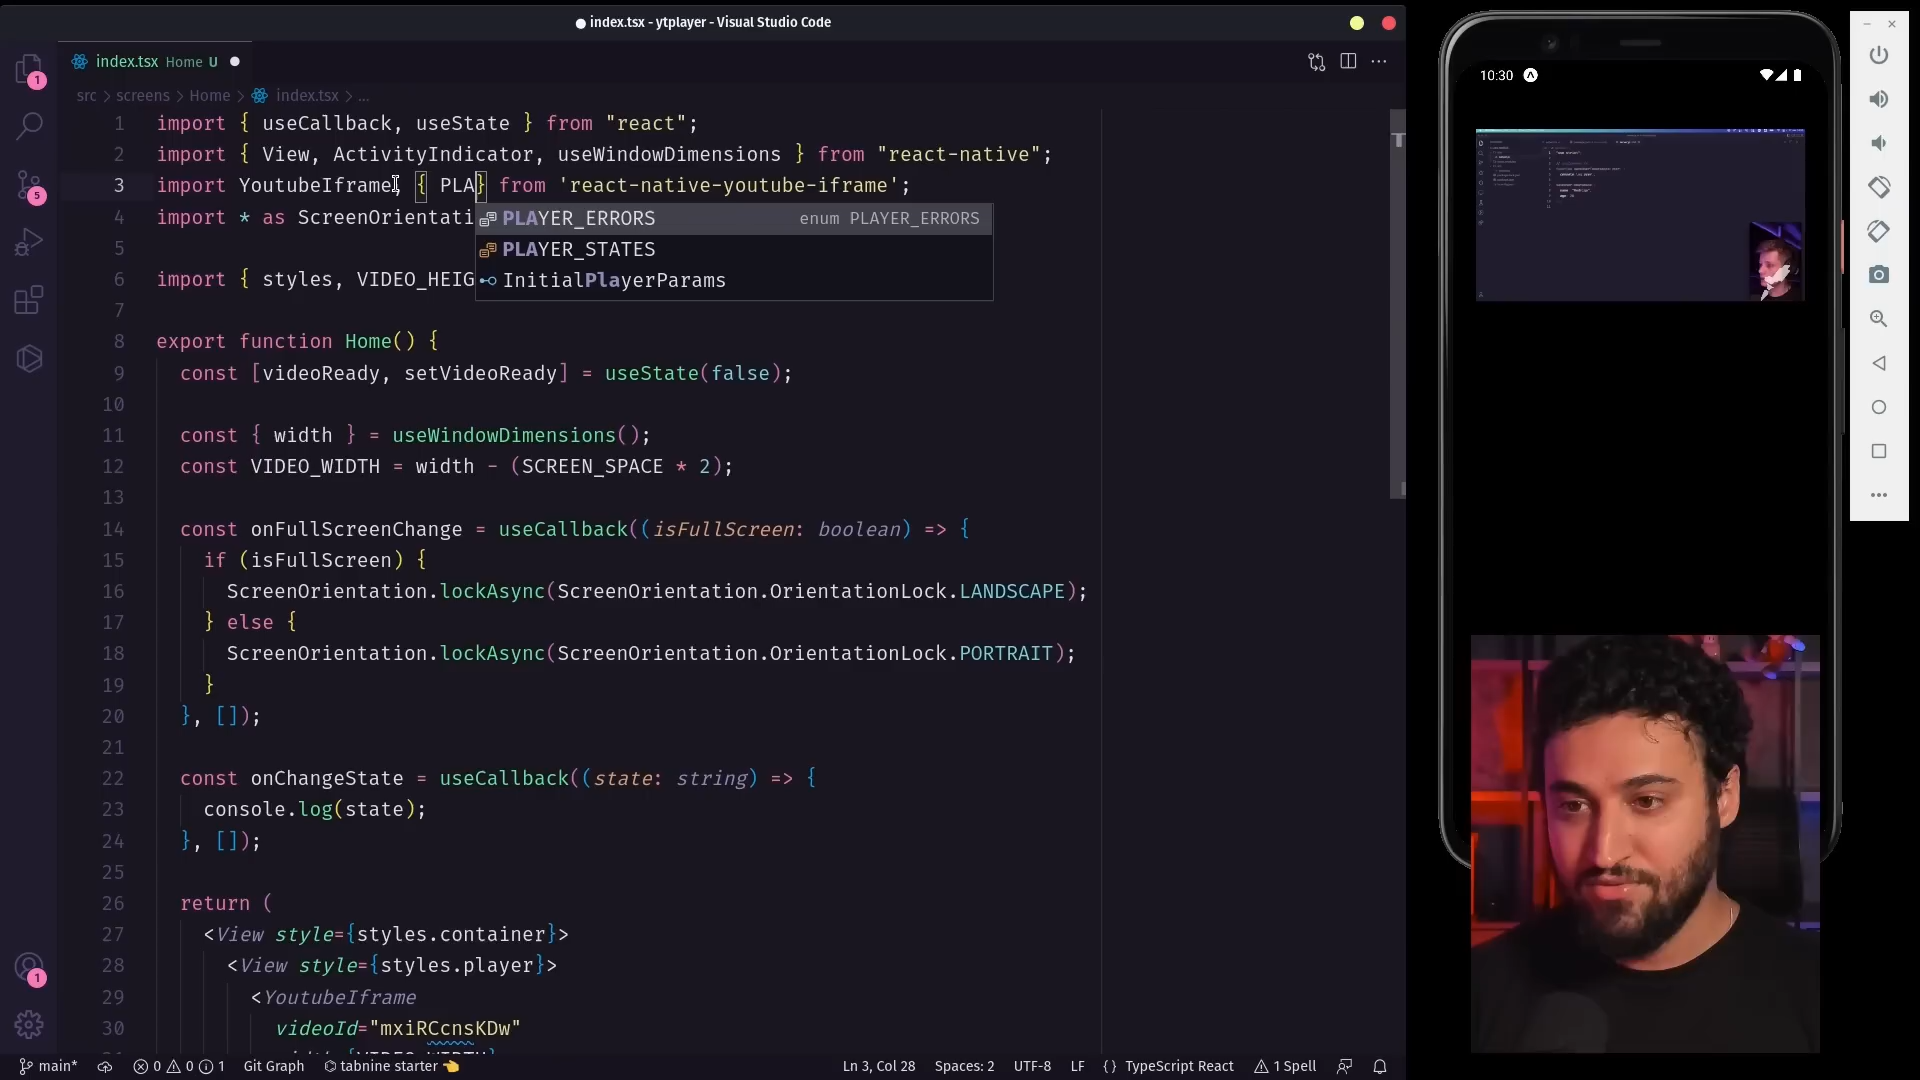 index.tsx - ytplayer - Visual Studio Code
index.tsx Home U
src > screens > Home > index.tsx > ...
1 import { useCallback, useState } from "react";
2 import { View, ActivityIndicator, useWindowDimensions } from "react-native";
3 import YoutubeIframe, { PLA} from 'react-native-youtube-iframe';
4 import * as ScreenOrientati
PLAYER_ERRORS enum PLAYER_ERRORS
PLAYER_STATES
InitialPlayerParams
5
6 import { styles, VIDEO_HEIG
7
8 export function Home() {
9 const [videoReady, setVideoReady] = useState(false);
10
11 const { width } = useWindowDimensions();
12 const VIDEO_WIDTH = width - (SCREEN_SPACE * 2);
13
14 const onFullScreenChange = useCallback((isFullScreen: boolean) => {
15 if (isFullScreen) {
16 ScreenOrientation.lockAsync(ScreenOrientation.OrientationLock.LANDSCAPE);
17 } else {
18 ScreenOrientation.lockAsync(ScreenOrientation.OrientationLock.PORTRAIT);
19 }
20 }, []);
21
22 const onChangeState = useCallback((state: string) => {
23 console.log(state);
24 }, []);
25
26 return (
27 <View style={styles.container}>
28 <View style={styles.player}>
29 <YoutubeIframe
30 videoId="mxiRCcnsKDw"
1
5
1
main* 0 0 1 Git Graph tabnine starter Ln 3, Col 28 Spaces: 2 UTF-8 LF {} TypeScript React 1 Spell
10:30